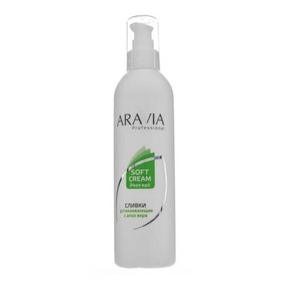 ARAVIA
Professional
SOFT
CREAM
Post-epil
СЛИВКИ
успокаивающие
с алоэ вера